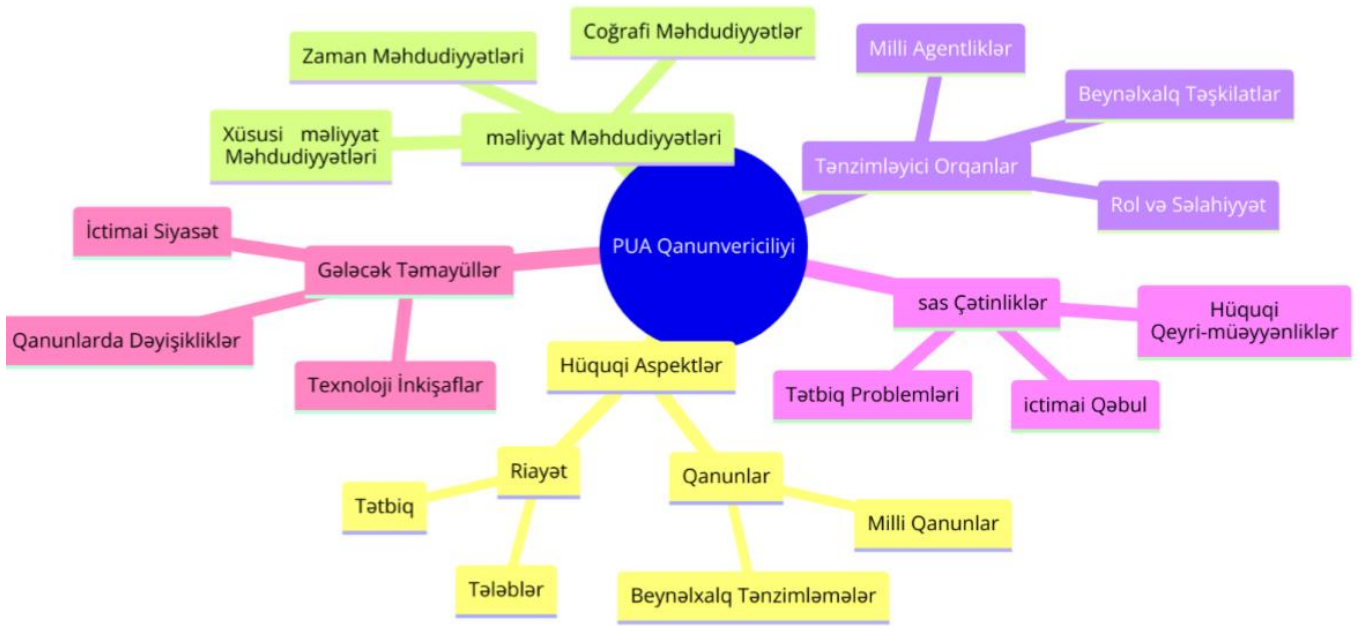 Coğrafi Məhdudiyyətlər
Zaman Məhdudiyyətləri
Xüsusi məliyyat
Məhdudiyyətləri
məliyyat Məhdudiyyətləri
Milli Agentliklər
Beynəlxalq Təşkilatlar
Tənzimləyici Orqanlar
Rol və Səlahiyyət
PUA Qanunvericiliyi
İctimai Siyasət
Gələcək Təmayüllər
Qanunlarda Dəyişikliklər
Texnoloji İnkişaflar
sas Çətinliklər
Hüquqi
Qeyri-müəyyənliklər
Tətbiq Problemləri
ictimai Qəbul
Hüquqi Aspektlər
Riayət
Qanunlar
Tətbiq
Milli Qanunlar
Tələblər
Beynəlxalq Tənzimləmələr